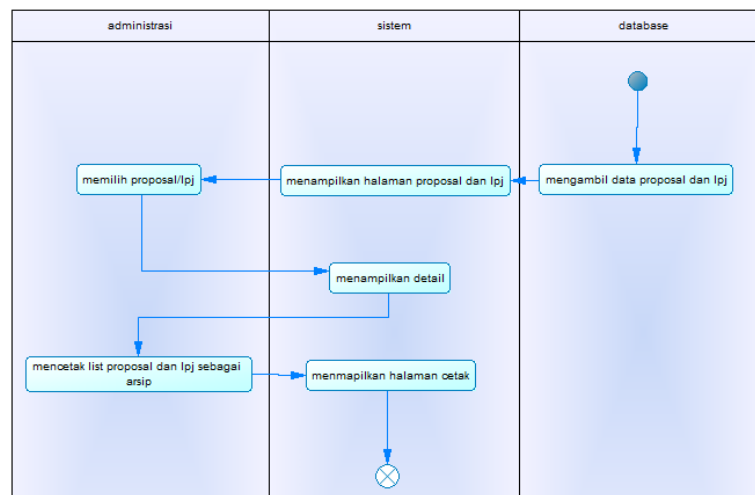 administrasi
sistem
database
memilih proposal/lpj
menampilkan halaman proposal dan lpj
mengambil data proposal dan lpj
menampilkan detail
mencetak list proposal dan lpj sebagai
arsip
menmapilkan halaman cetak